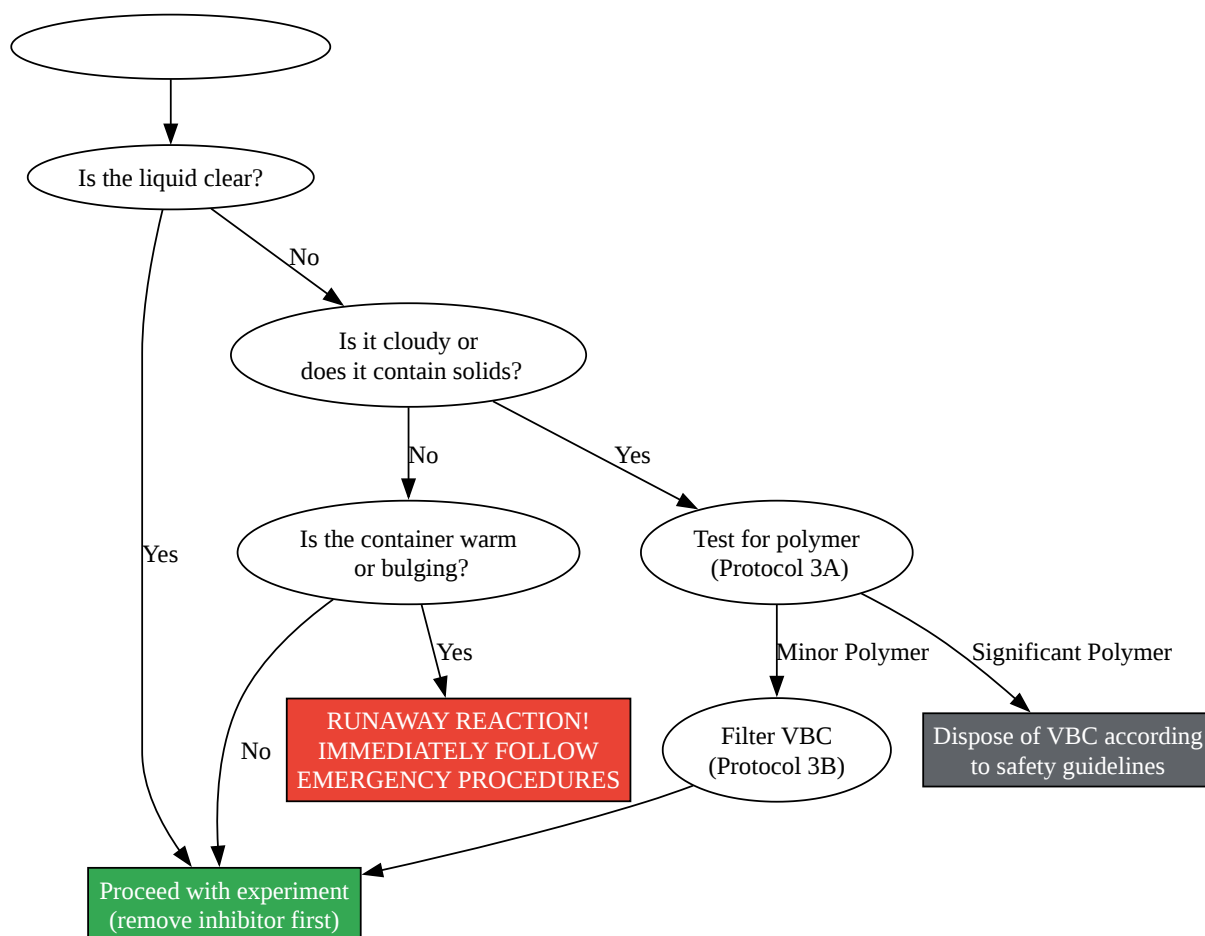 Is the liquid clear?
No
Is it cloudy or
does it contain solids?
No
Yes
Yes
Is the container warm
or bulging?
Test for polymer
(Protocol 3A)
Yes
Minor Polymer
Significant Polymer
No
RUNAWAY REACTION!
IMMEDIATELY FOLLOW
EMERGENCY PROCEDURES
Filter VBC
(Protocol 3B)
Dispose of VBC according
to safety guidelines
Proceed with experiment
(remove inhibitor first)